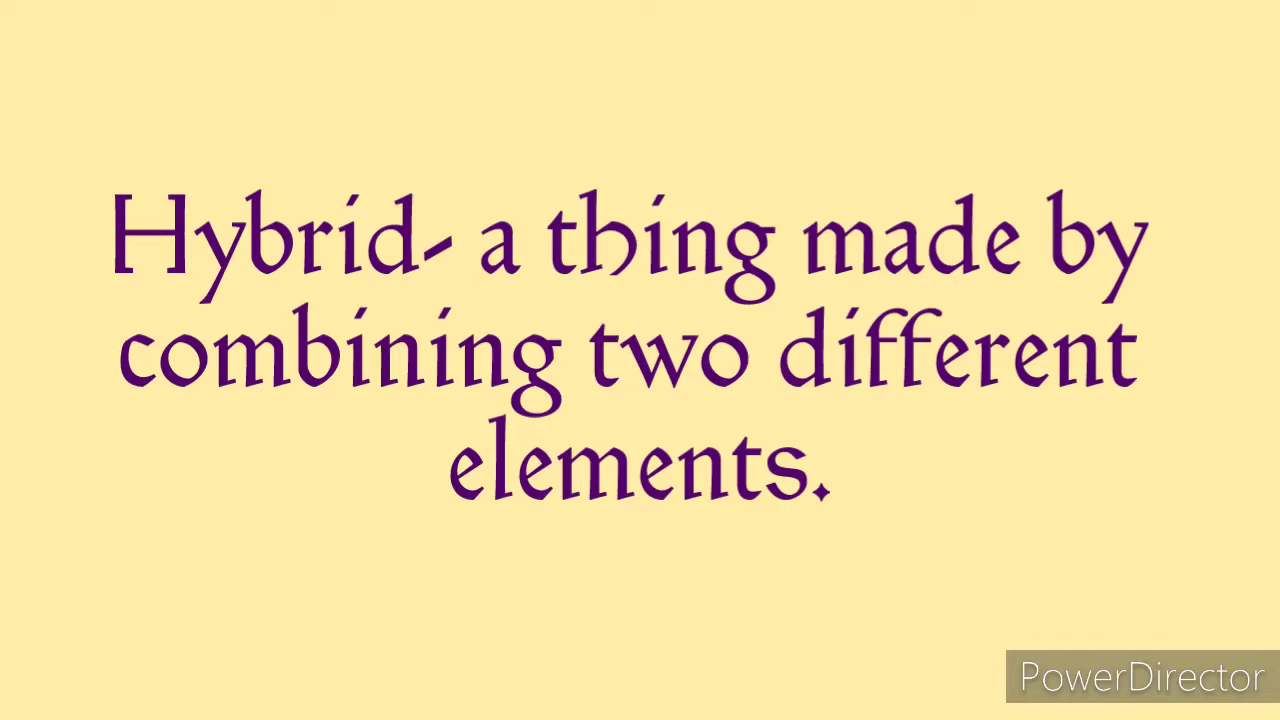 Hybrid- a thing made by
combining two different
elements.
PowerDirector